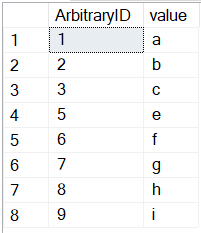 ArbitraryID value
1 1 a
2 2 b
3 3 c
4 5 e
5 6 f
6 7 g
7 8 h
8 9 i